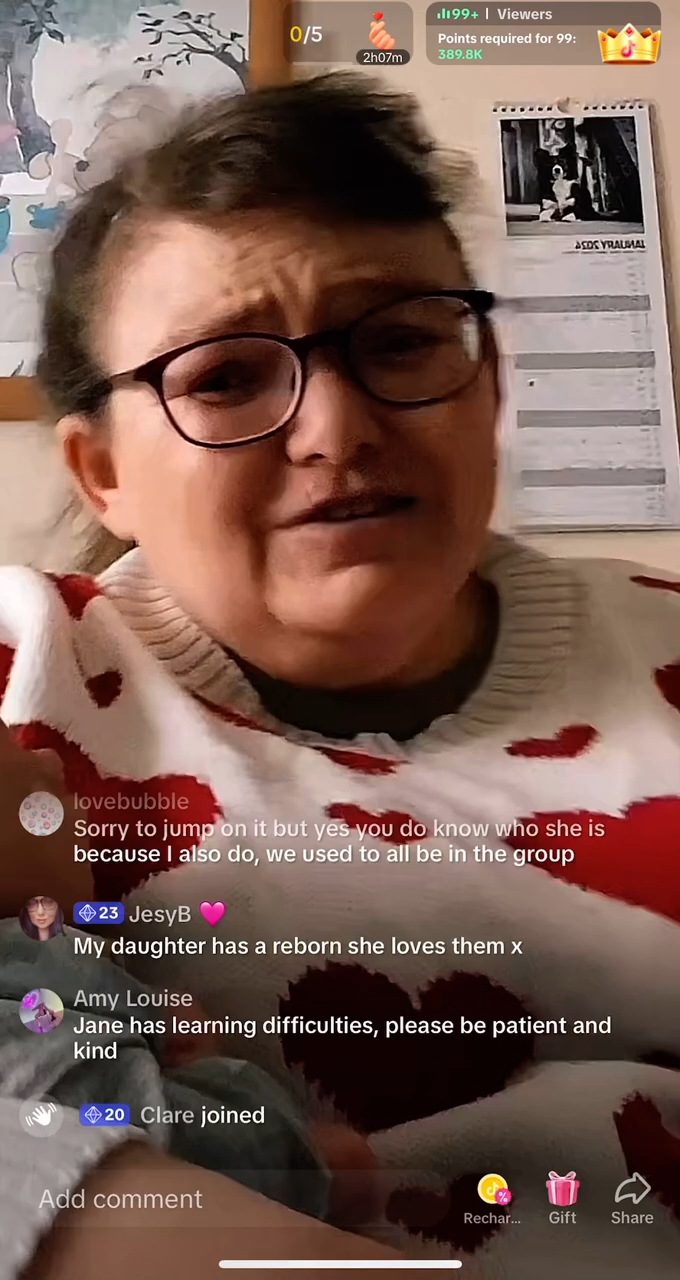 0/5
2h07m
99+ | Viewers
Points required for 99:
389.8K
JANUARY 2024
lovebubble
Sorry to jump on it but yes you do know who she is
because I also do, we used to all be in the group
23 JesyB
My daughter has a reborn she loves them x
Amy Louise
Jane has learning difficulties, please be patient and
kind
20 Clare joined
Add comment
Rechar...
Gift
Share